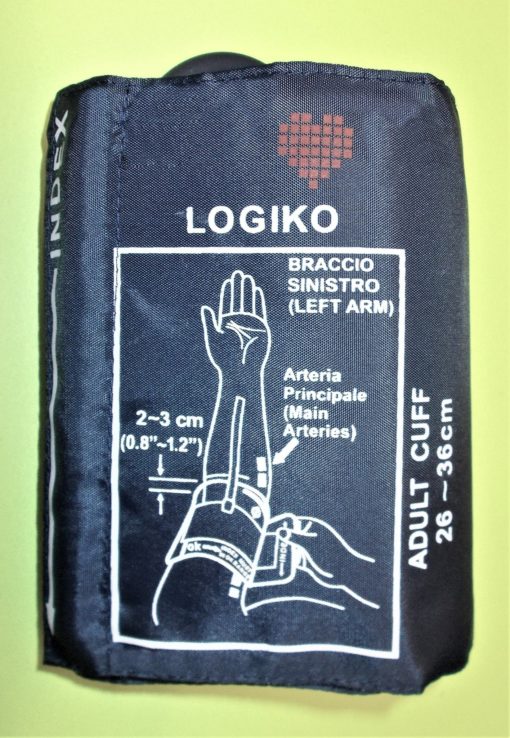 INDEX
LOGIKO
BRACCIO
SINISTRO
(LEFT ARM)
Arteria
Principale
(Main
Arteries)
2~3 cm
(0.8"~1.2")
ok
ADULT CUFF
26~36cm